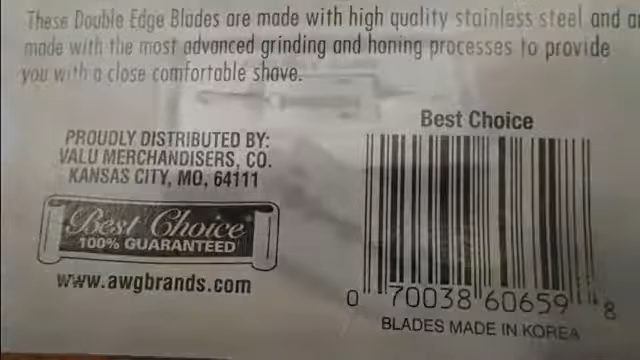 These Double Edge Blades are made with high quality stainless steel and
made with the most advanced grinding and honing processes to provide
you with a close comfortable shave.
Best Choice
PROUDLY DISTRIBUTED BY:
VALU MERCHANDISERS, CO.
KANSAS CITY, MO, 64111
Best Choice
100% GUARANTEED
www.awgbrands.com
0 70038 60659 8
BLADES MADE IN KOREA